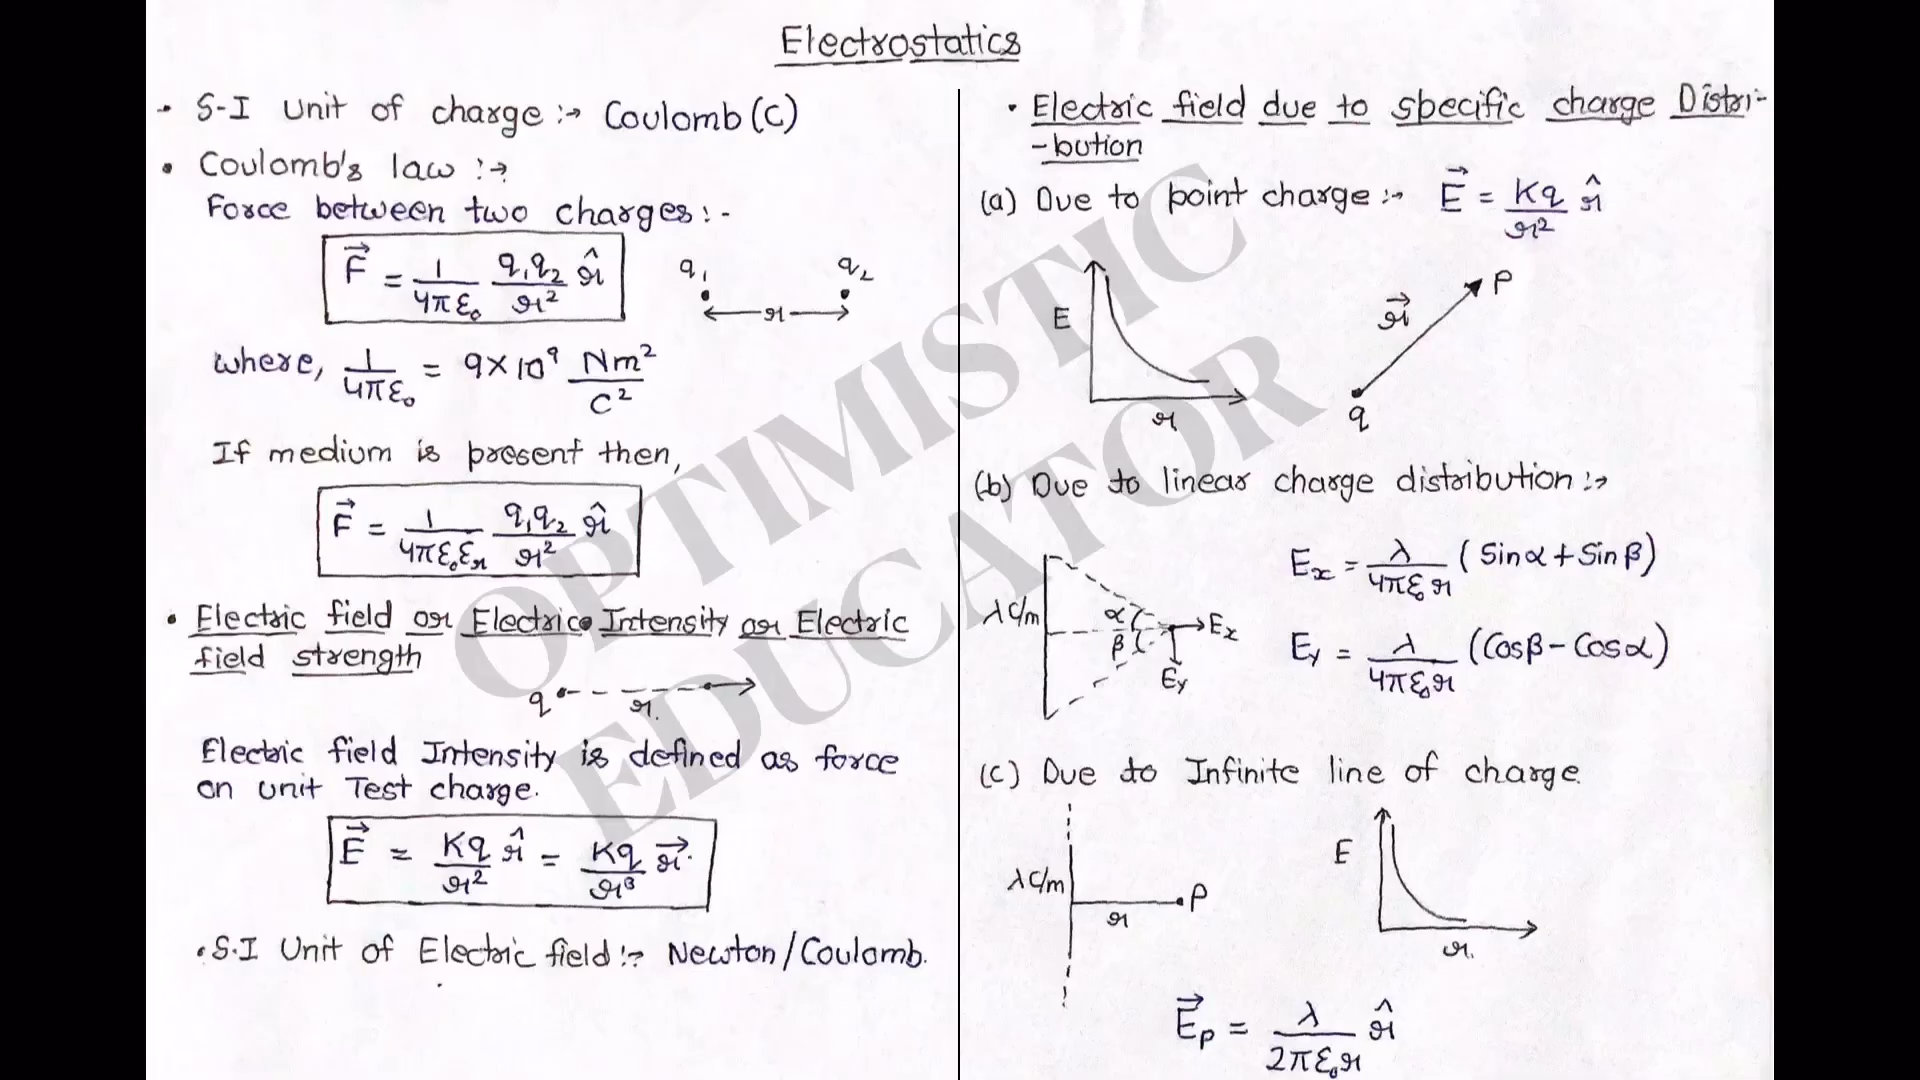 Electrostatics
• S-I unit of charge :→ Coulomb (C)
• Coulomb's law :→
Force between two charges :-
F⃗ = 1/4πε₀ q₁q₂/r² r̂
q₁ q₂
r
where, 1/4πε₀ = 9×10⁹ Nm²/C²
If medium is present then,
F⃗ = 1/4πε₀εᵣ q₁q₂/r² r̂
• Electric field or Electric Intensity or Electric
field strength
q r
Electric field Intensity is defined as force
on unit Test charge.
E⃗ = Kq/r² r̂ = Kq/r³ r⃗
• S.I Unit of Electric field :→ Newton/Coulomb.
• Electric field due to specific charge Distri-
-bution
(a) Due to point charge :→ E⃗ = Kq/r² r̂
E
r
r⃗
P
q
(b) Due to linear charge distribution :→
λ C/m
α
β
Ex
Ey
Ex = λ/4πε₀r (Sinα + Sinβ)
Ey = λ/4πε₀r (Cosβ - Cosα)
(c) Due to Infinite line of charge.
λ C/m
r
P
E
r
E⃗p = λ/2πε₀r r̂
OPTIMISTIC
EDUCATOR